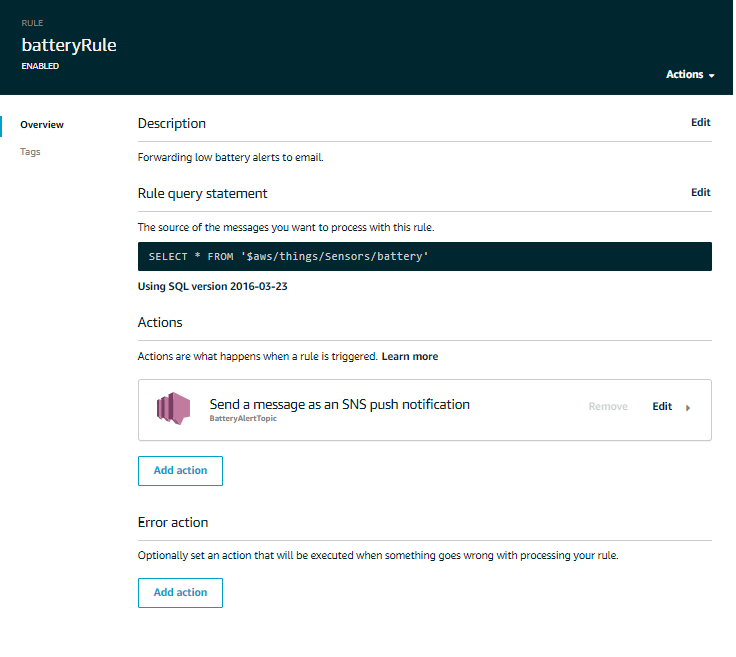 RULE
batteryRule
ENABLED
Actions
Overview
Tags
Description
Edit
Forwarding low battery alerts to email.
Rule query statement
Edit
The source of the messages you want to process with this rule.
SELECT * FROM '$aws/things/Sensors/battery'
Using SQL version 2016-03-23
Actions
Actions are what happens when a rule is triggered. Learn more
Send a message as an SNS push notification
BatteryAlertTopic
Remove
Edit
Add action
Error action
Optionally set an action that will be executed when something goes wrong with processing your rule.
Add action